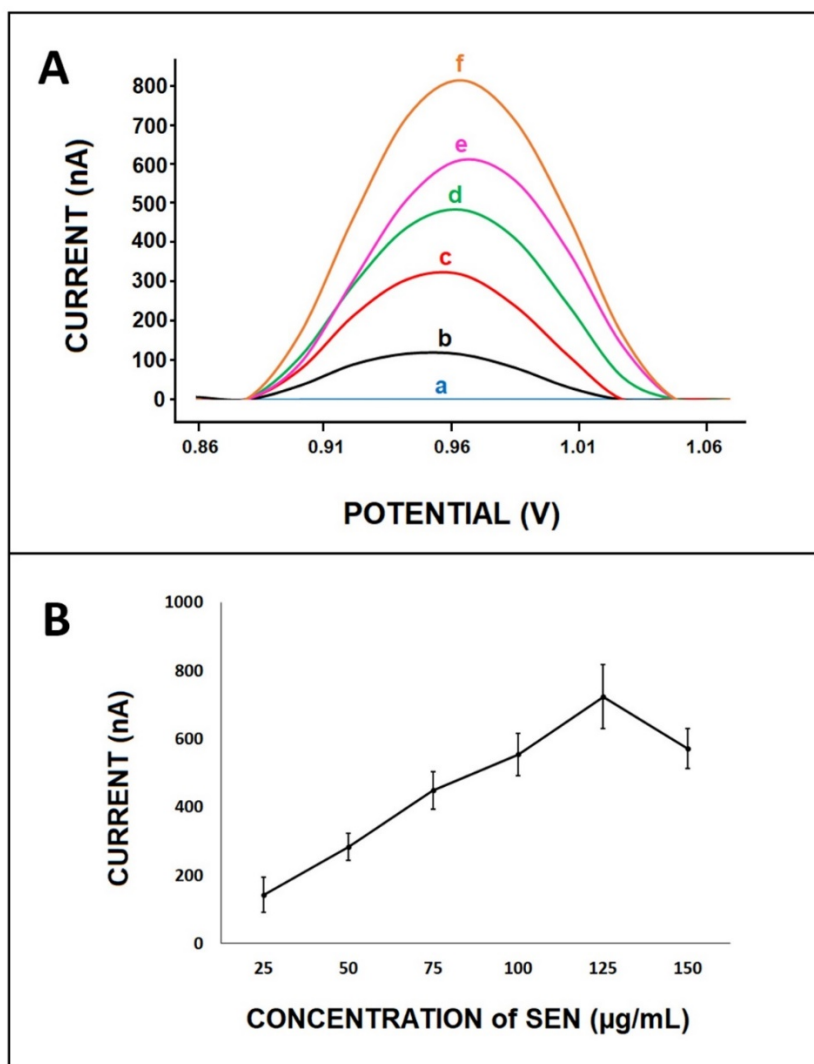 A
CURRENT (nA)
800
700
600
500
400
300
200
100
0
f
e
d
c
b
a
0.86 0.91 0.96 1.01 1.06
POTENTIAL (V)
B
CURRENT (nA)
1000
800
600
400
200
0
25 50 75 100 125 150
CONCENTRATION of SEN (µg/mL)